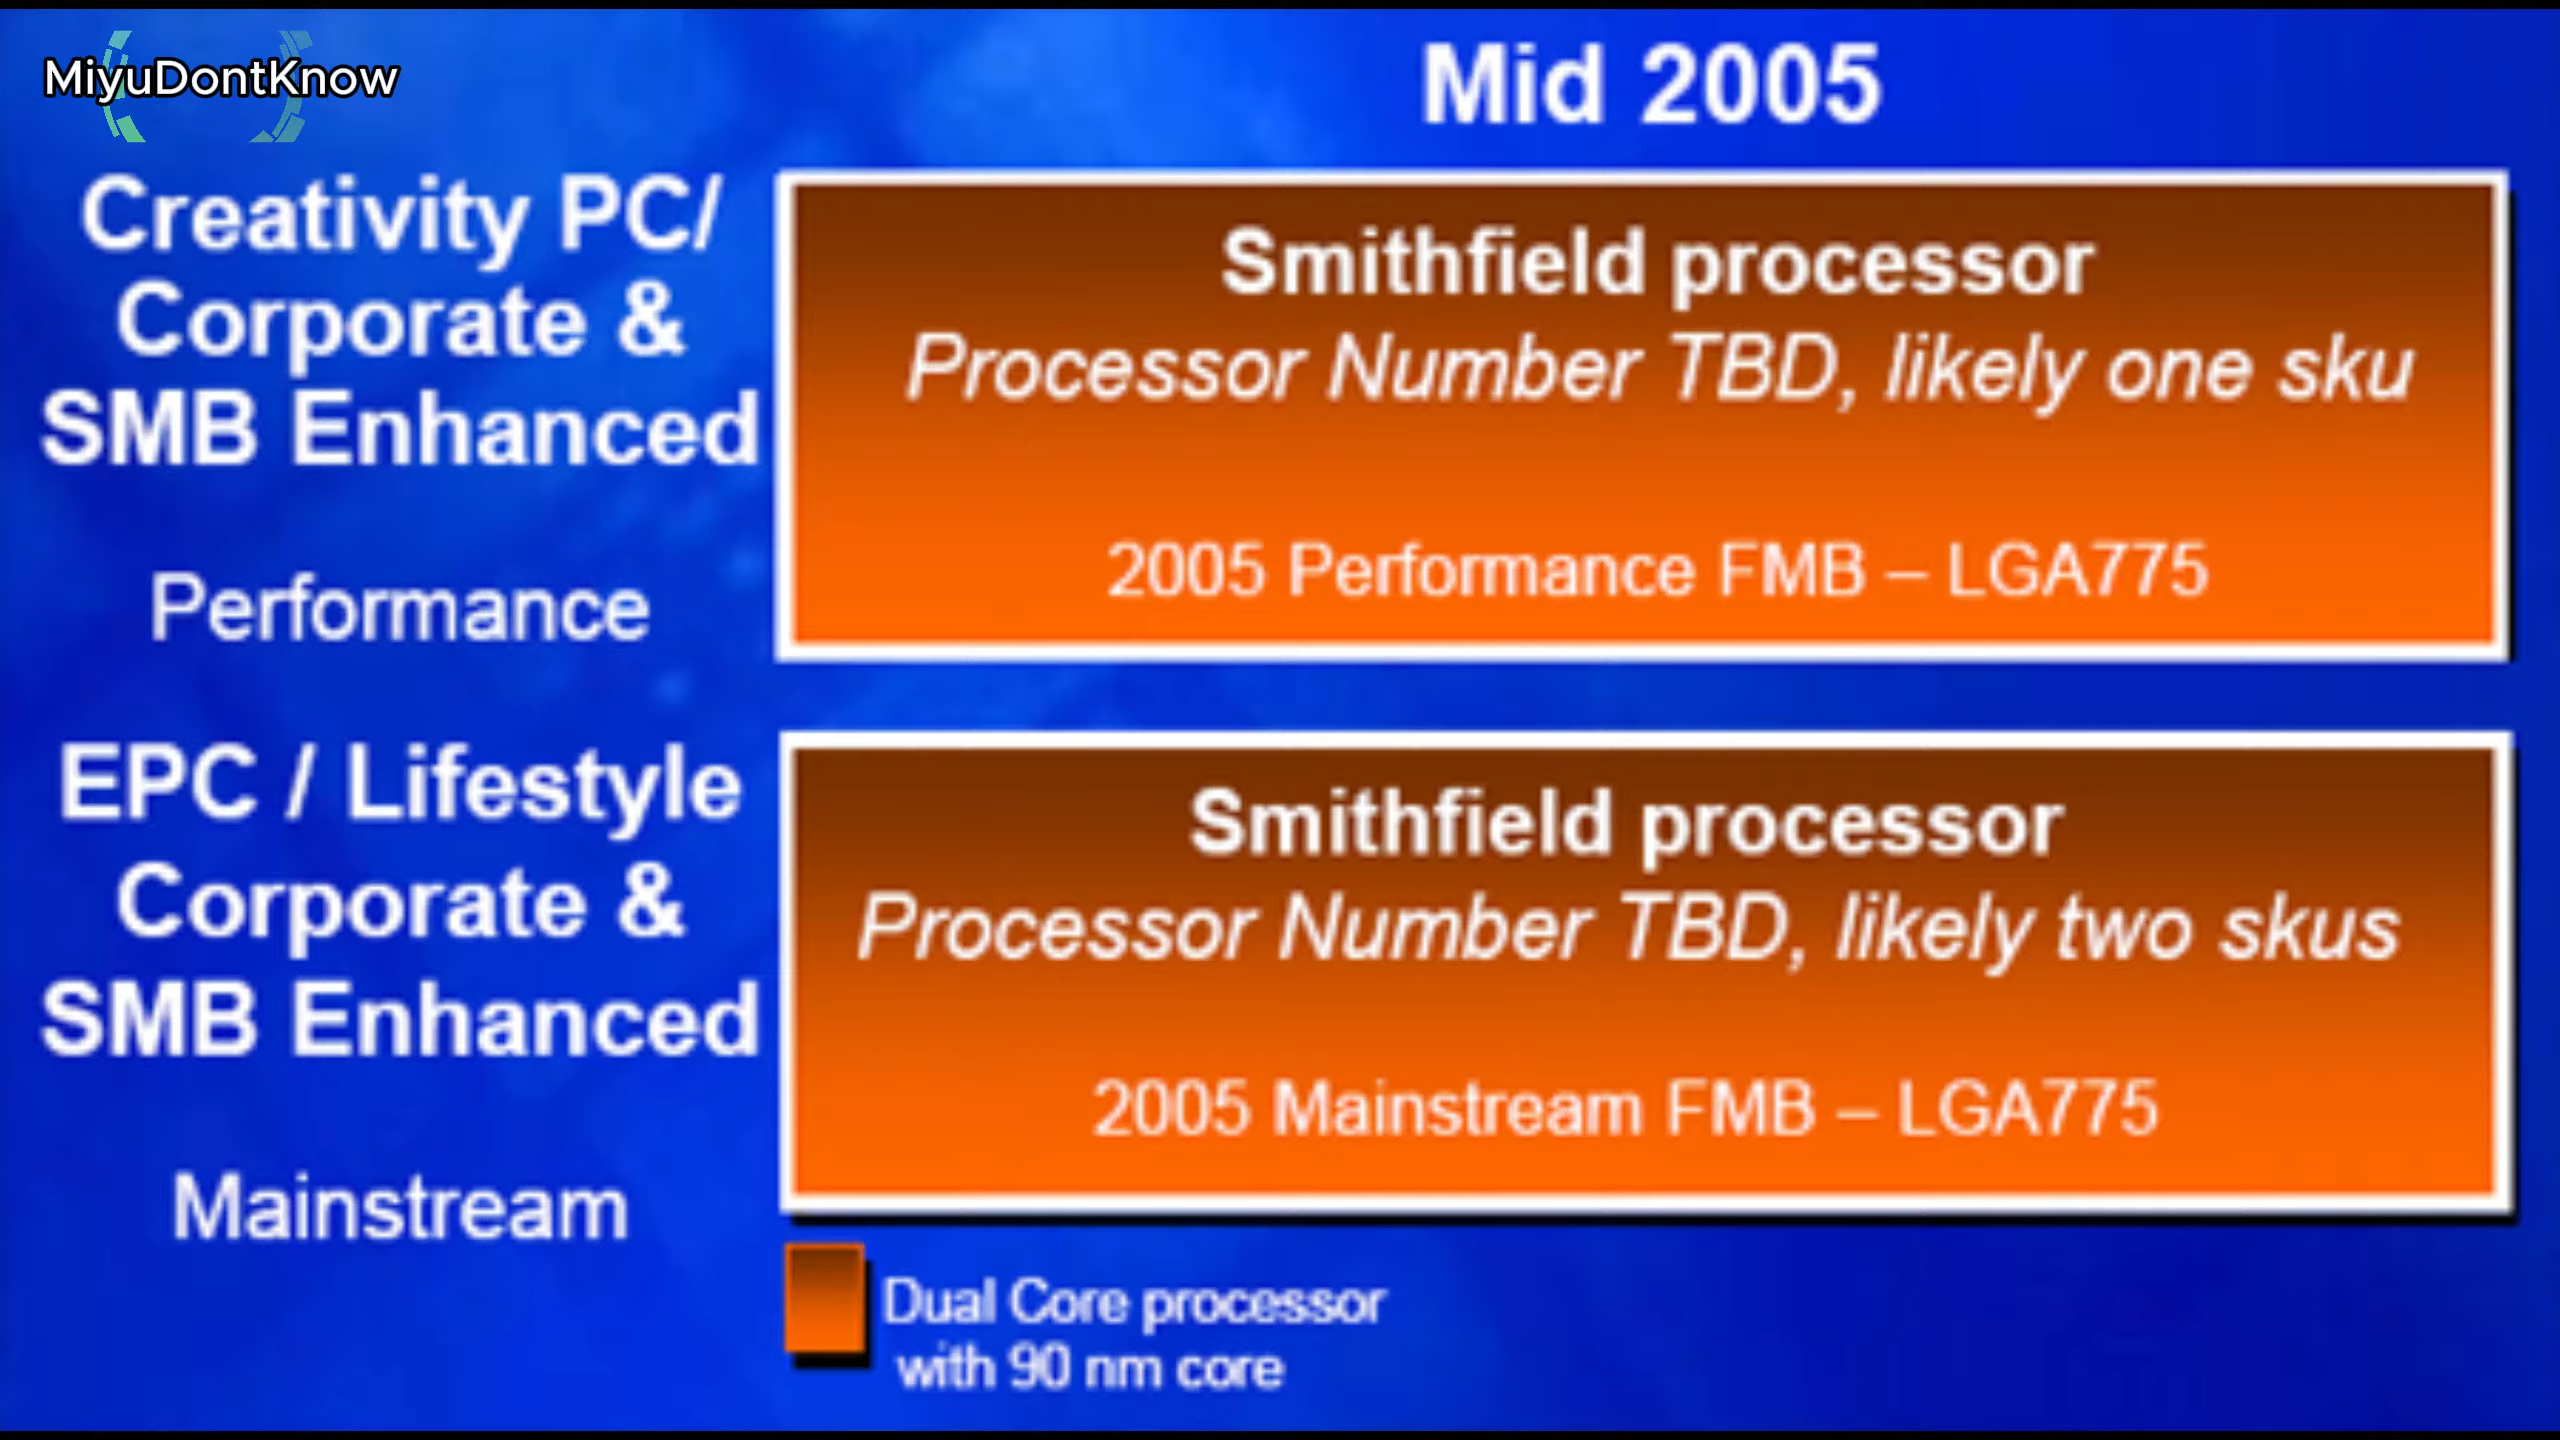 MiyuDontKnow
Mid 2005
Creativity PC/
Corporate &
SMB Enhanced
Performance
Smithfield processor
Processor Number TBD, likely one sku
2005 Performance FMB – LGA775
EPC / Lifestyle
Corporate &
SMB Enhanced
Mainstream
Smithfield processor
Processor Number TBD, likely two skus
2005 Mainstream FMB – LGA775
Dual Core processor
with 90 nm core